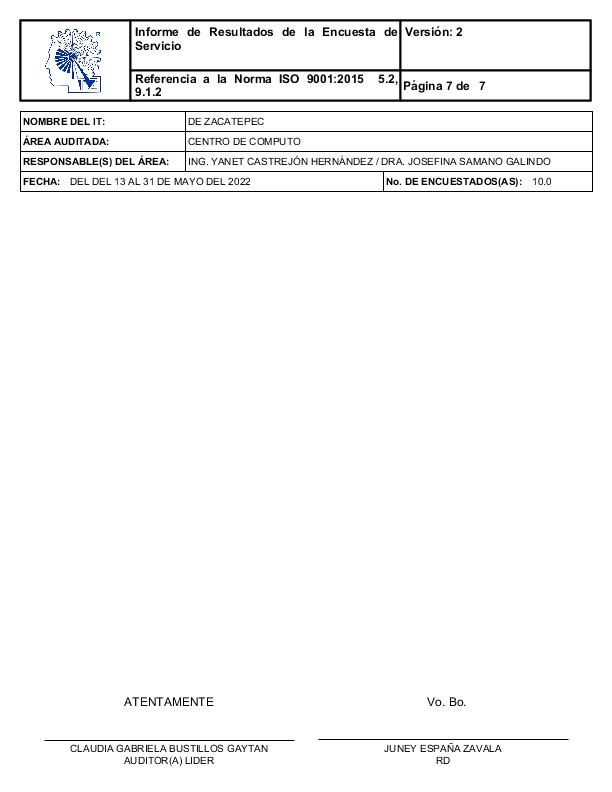 Informe de Resultados de la Encuesta de Servicio
Versión: 2
Referencia a la Norma ISO 9001:2015 5.2, 9.1.2
Página 7 de 7
NOMBRE DEL IT: DE ZACATEPEC
ÁREA AUDITADA: CENTRO DE COMPUTO
RESPONSABLE(S) DEL ÁREA: ING. YANET CASTREJÓN HERNÁNDEZ / DRA. JOSEFINA SAMANO GALINDO
FECHA: DEL DEL 13 AL 31 DE MAYO DEL 2022 No. DE ENCUESTADOS(AS): 10.0
ATENTAMENTE
CLAUDIA GABRIELA BUSTILLOS GAYTAN
AUDITOR(A) LIDER
Vo. Bo.
JUNEY ESPAÑA ZAVALA
RD